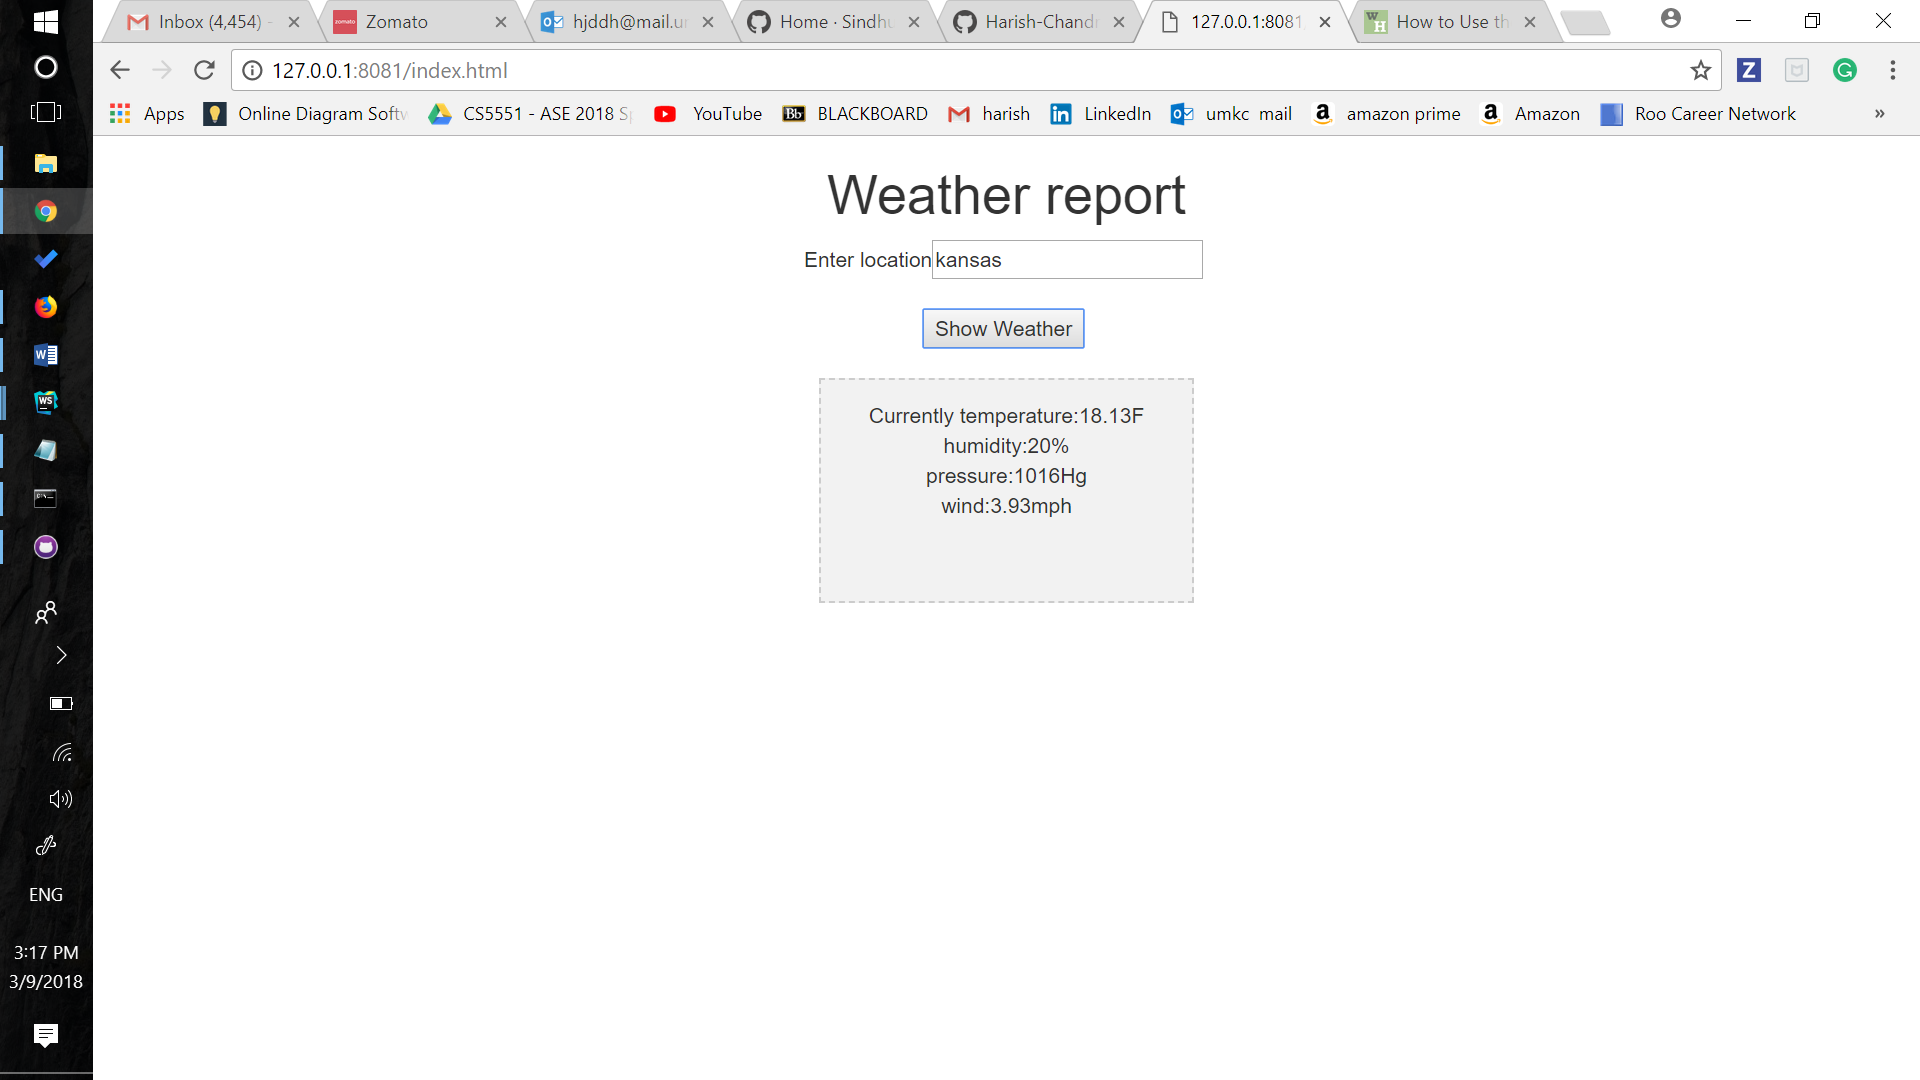 Inbox (4,454) -
Zomato
hjddh@mail.u
Home · Sindhu
Harish-Chand
127.0.0.1:8081
How to Use th
127.0.0.1:8081/index.html
Apps
Online Diagram Softw
CS5551 - ASE 2018 Sp
YouTube
Bb BLACKBOARD
harish
LinkedIn
umkc mail
amazon prime
Amazon
Roo Career Network
»
Weather report
Enter location kansas
Show Weather
Currently temperature:18.13F
humidity:20%
pressure:1016Hg
wind:3.93mph
ENG
3:17 PM
3/9/2018